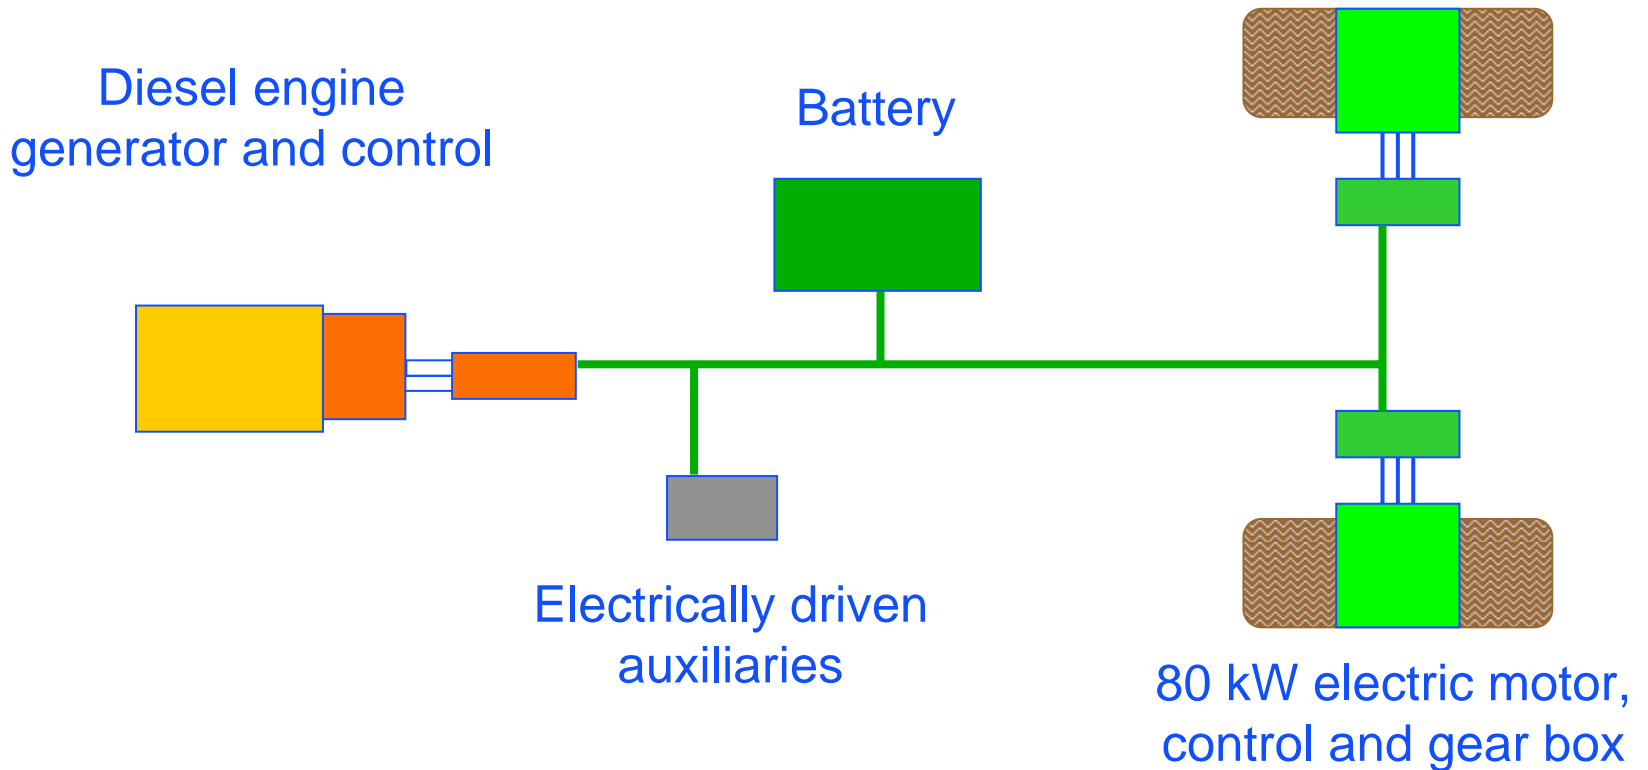 Diesel engine
generator and control
Battery
Electrically driven
auxiliaries
80 kW electric motor,
control and gear box